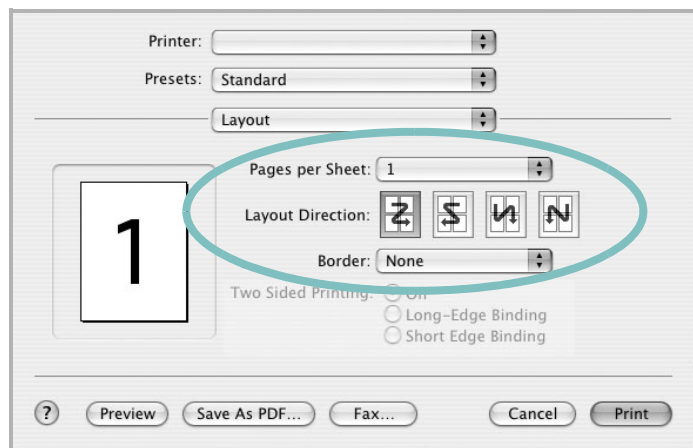 Printer:
Presets: Standard
Layout
Pages per Sheet: 1
Layout Direction:
1
Border: None
Two Sided Printing:
Long-Edge Binding
Short Edge Binding
? Preview Save As PDF... Fax... Cancel Print